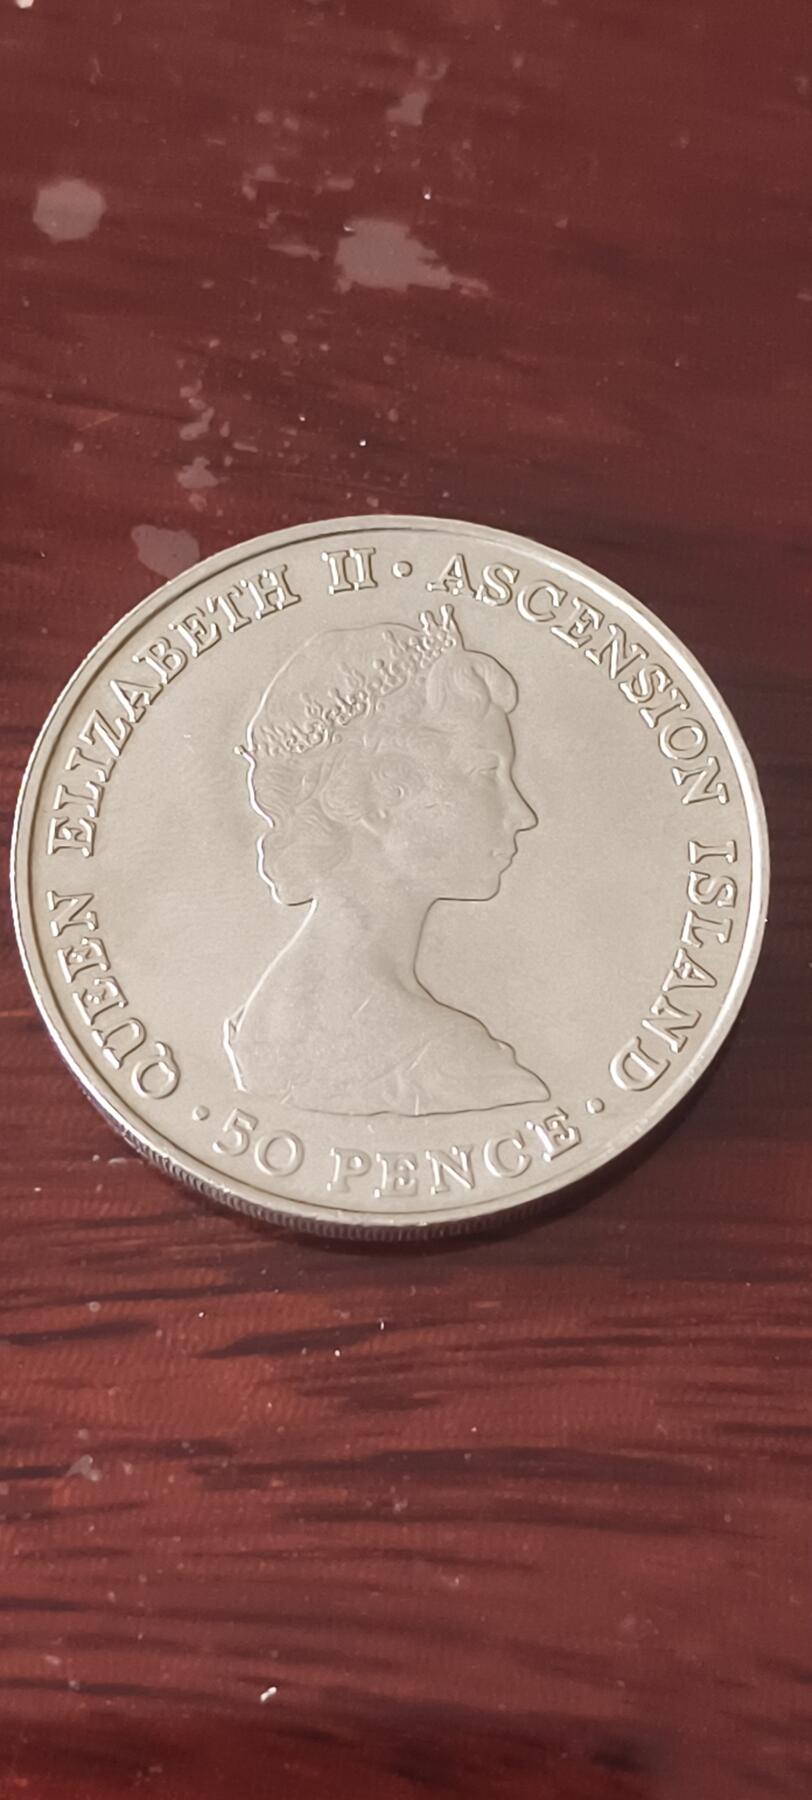 QUEEN ELIZABETH II · ASCENSION ISLAND
· 50 PENCE ·